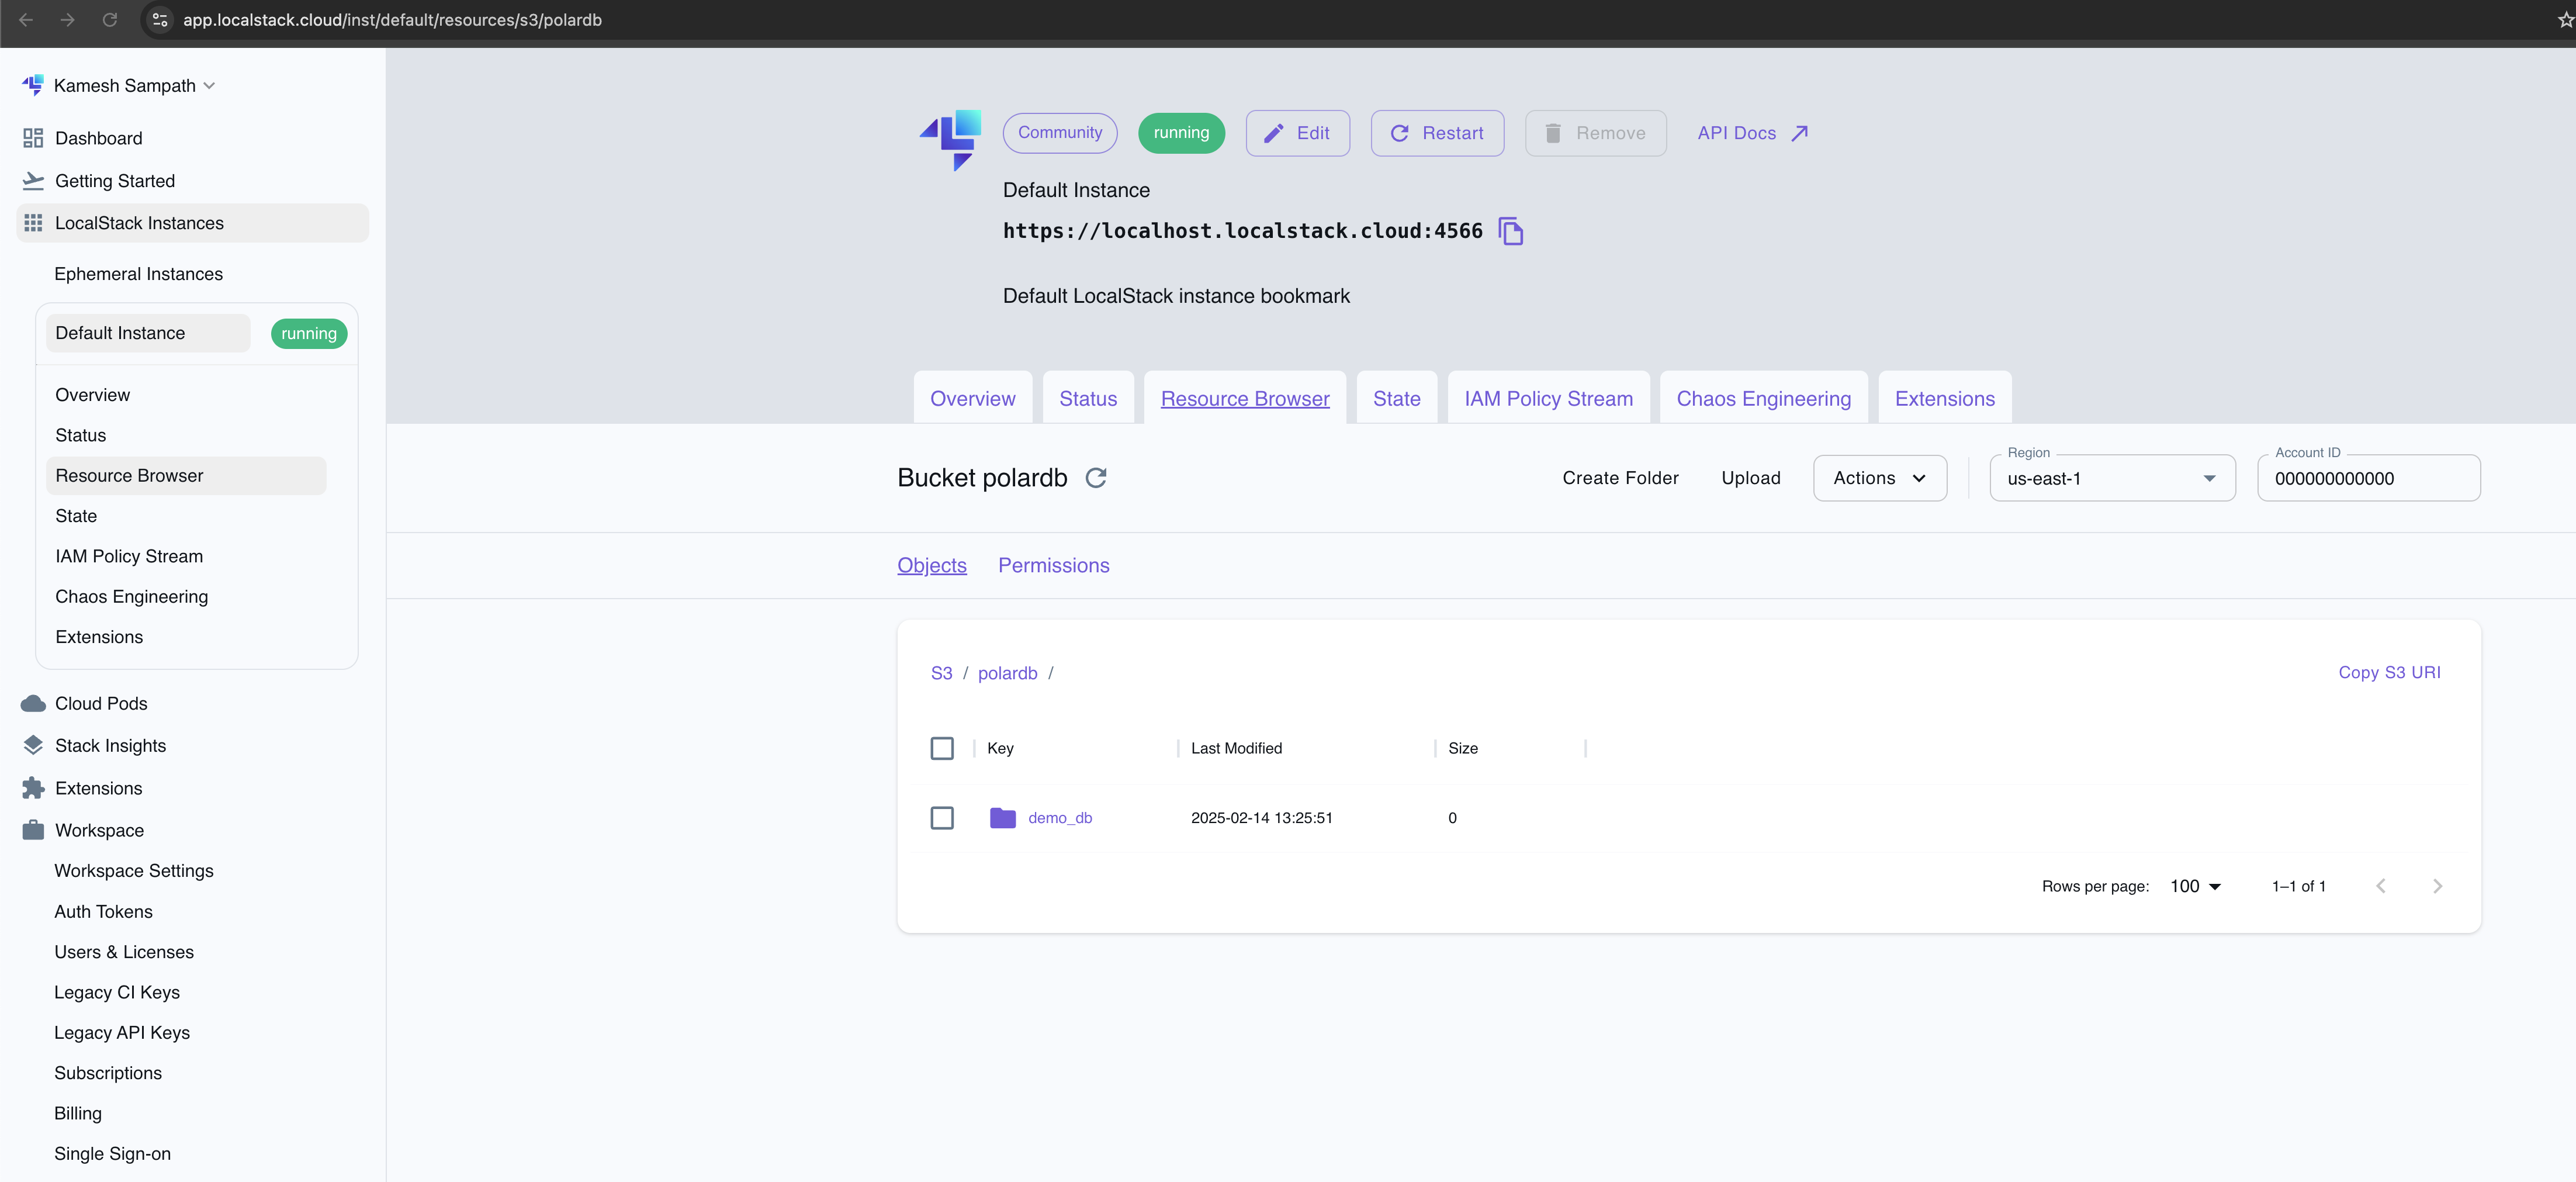 app.localstack.cloud/inst/default/resources/s3/polardb
Kamesh Sampath
Dashboard
Getting Started
LocalStack Instances
Ephemeral Instances
Default Instance running
Overview
Status
Resource Browser
State
IAM Policy Stream
Chaos Engineering
Extensions
Cloud Pods
Stack Insights
Extensions
Workspace
Workspace Settings
Auth Tokens
Users & Licenses
Legacy CI Keys
Legacy API Keys
Subscriptions
Billing
Single Sign-on
Community running Edit Restart Remove API Docs
Default Instance
https://localhost.localstack.cloud:4566
Default LocalStack instance bookmark
Overview Status Resource Browser State IAM Policy Stream Chaos Engineering Extensions
Region Account ID
Bucket polardb Create Folder Upload Actions us-east-1 000000000000
Objects Permissions
S3 / polardb / Copy S3 URI
Key Last Modified Size
demo_db 2025-02-14 13:25:51 0
Rows per page: 100 1–1 of 1